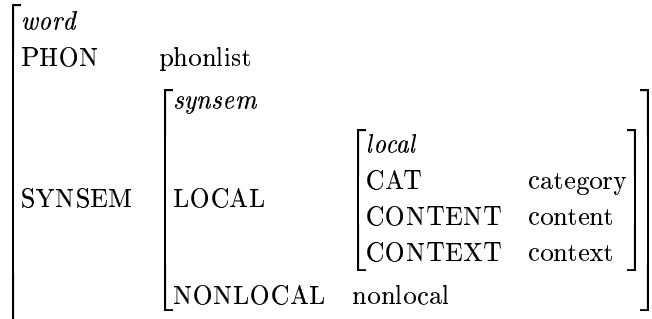 word
PHON phonlist
synsem
local
CAT category
SYNSEM LOCAL
CONTENT content
CONTEXT context
NONLOCAL nonlocal